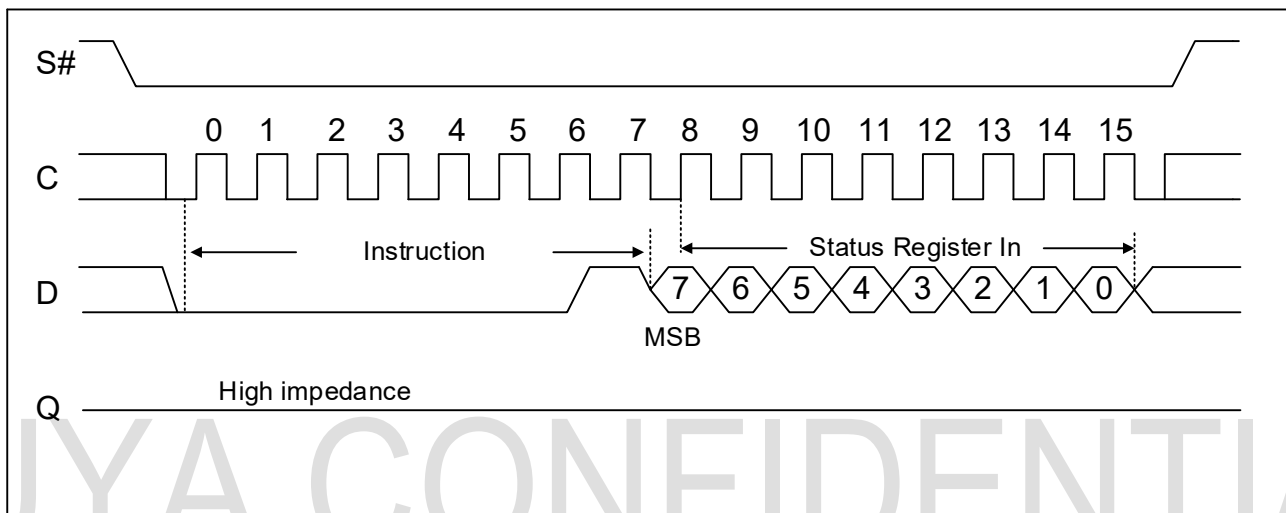 S#
0 1 2 3 4 5 6 7 8 9 10 11 12 13 14 15
C
Instruction Status Register In
D 7 6 5 4 3 2 1 0
MSB
High impedance
Q
UYA CONFIDENTIA